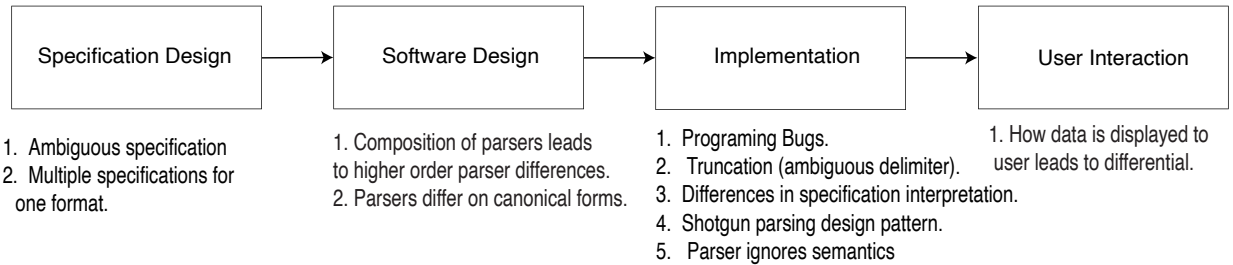 Specification Design
Software Design
Implementation
User Interaction
1. Ambiguous specification
2. Multiple specifications for
one format.
1. Composition of parsers leads
to higher order parser differences.
2. Parsers differ on canonical forms.
1. Programing Bugs.
2. Truncation (ambiguous delimiter).
3. Differences in specification interpretation.
4. Shotgun parsing design pattern.
5. Parser ignores semantics
1. How data is displayed to
user leads to differential.